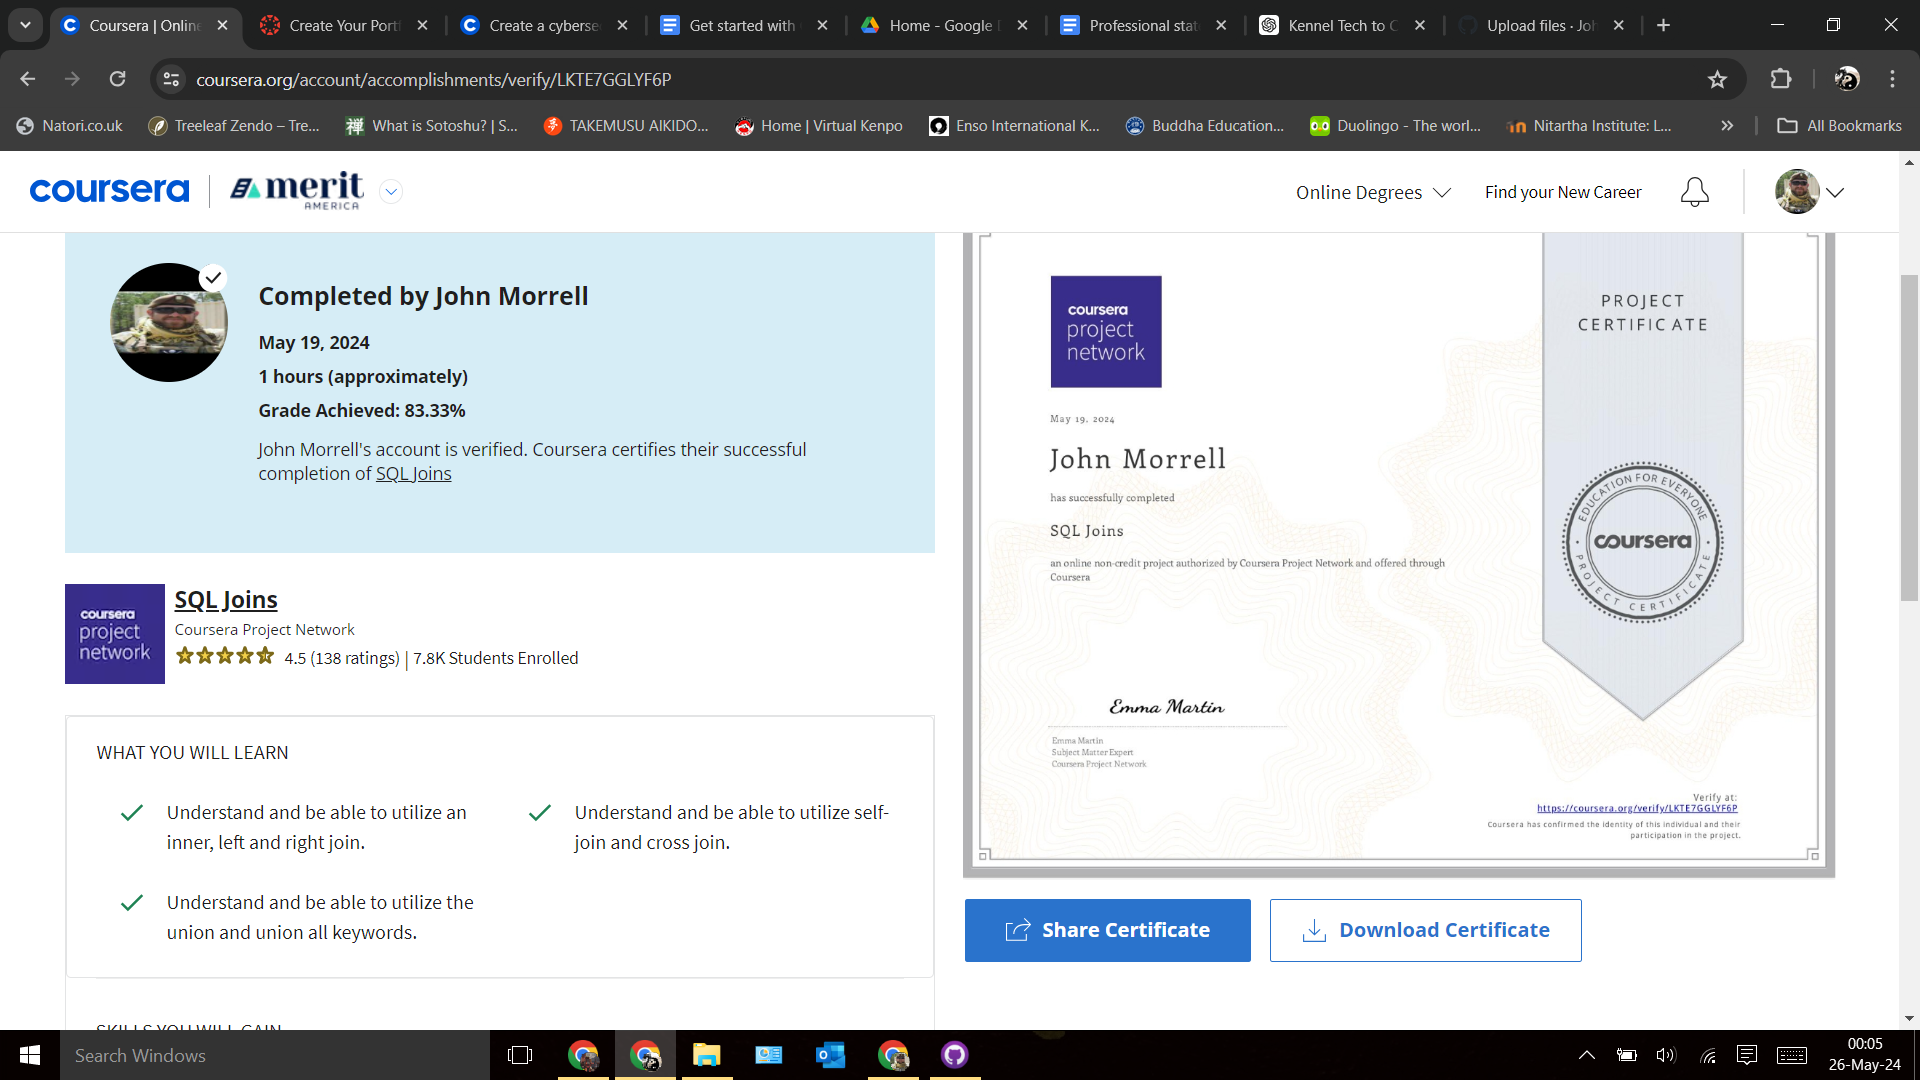 Coursera | Online
Create Your Portf
Create a cyberse
Get started with
Home - Google D
Professional state
Kennel Tech to C
Upload files · Joh
coursera.org/account/accomplishments/verify/LKTE7GGLYF6P
Natori.co.uk
Treeleaf Zendo – Tre...
What is Sotoshu? | S...
TAKEMUSU AIKIDO...
Home | Virtual Kenpo
Enso International K...
Buddha Education...
Duolingo - The worl...
Nitartha Institute: L...
All Bookmarks
coursera
merit
AMERICA
Online Degrees
Find your New Career
Completed by John Morrell
May 19, 2024
1 hours (approximately)
Grade Achieved: 83.33%
John Morrell's account is verified. Coursera certifies their successful
completion of SQL Joins
coursera
project
network
SQL Joins
Coursera Project Network
4.5 (138 ratings) | 7.8K Students Enrolled
WHAT YOU WILL LEARN
Understand and be able to utilize an
inner, left and right join.
Understand and be able to utilize self-
join and cross join.
Understand and be able to utilize the
union and union all keywords.
SKILLS YOU WILL GAIN
coursera
project
network
PROJECT
CERTIFICATE
May 19, 2024
John Morrell
has successfully completed
SQL Joins
an online non-credit project authorized by Coursera Project Network and offered through
Coursera
EDUCATION FOR EVERYONE
coursera
PROJECT CERTIFICATE
Emma Martin
Emma Martin
Subject Matter Expert
Coursera Project Network
Verify at:
https://coursera.org/verify/LKTE7GGLYF6P
Coursera has confirmed the identity of this individual and their
participation in the project.
Share Certificate
Download Certificate
Search Windows
00:05
26-May-24